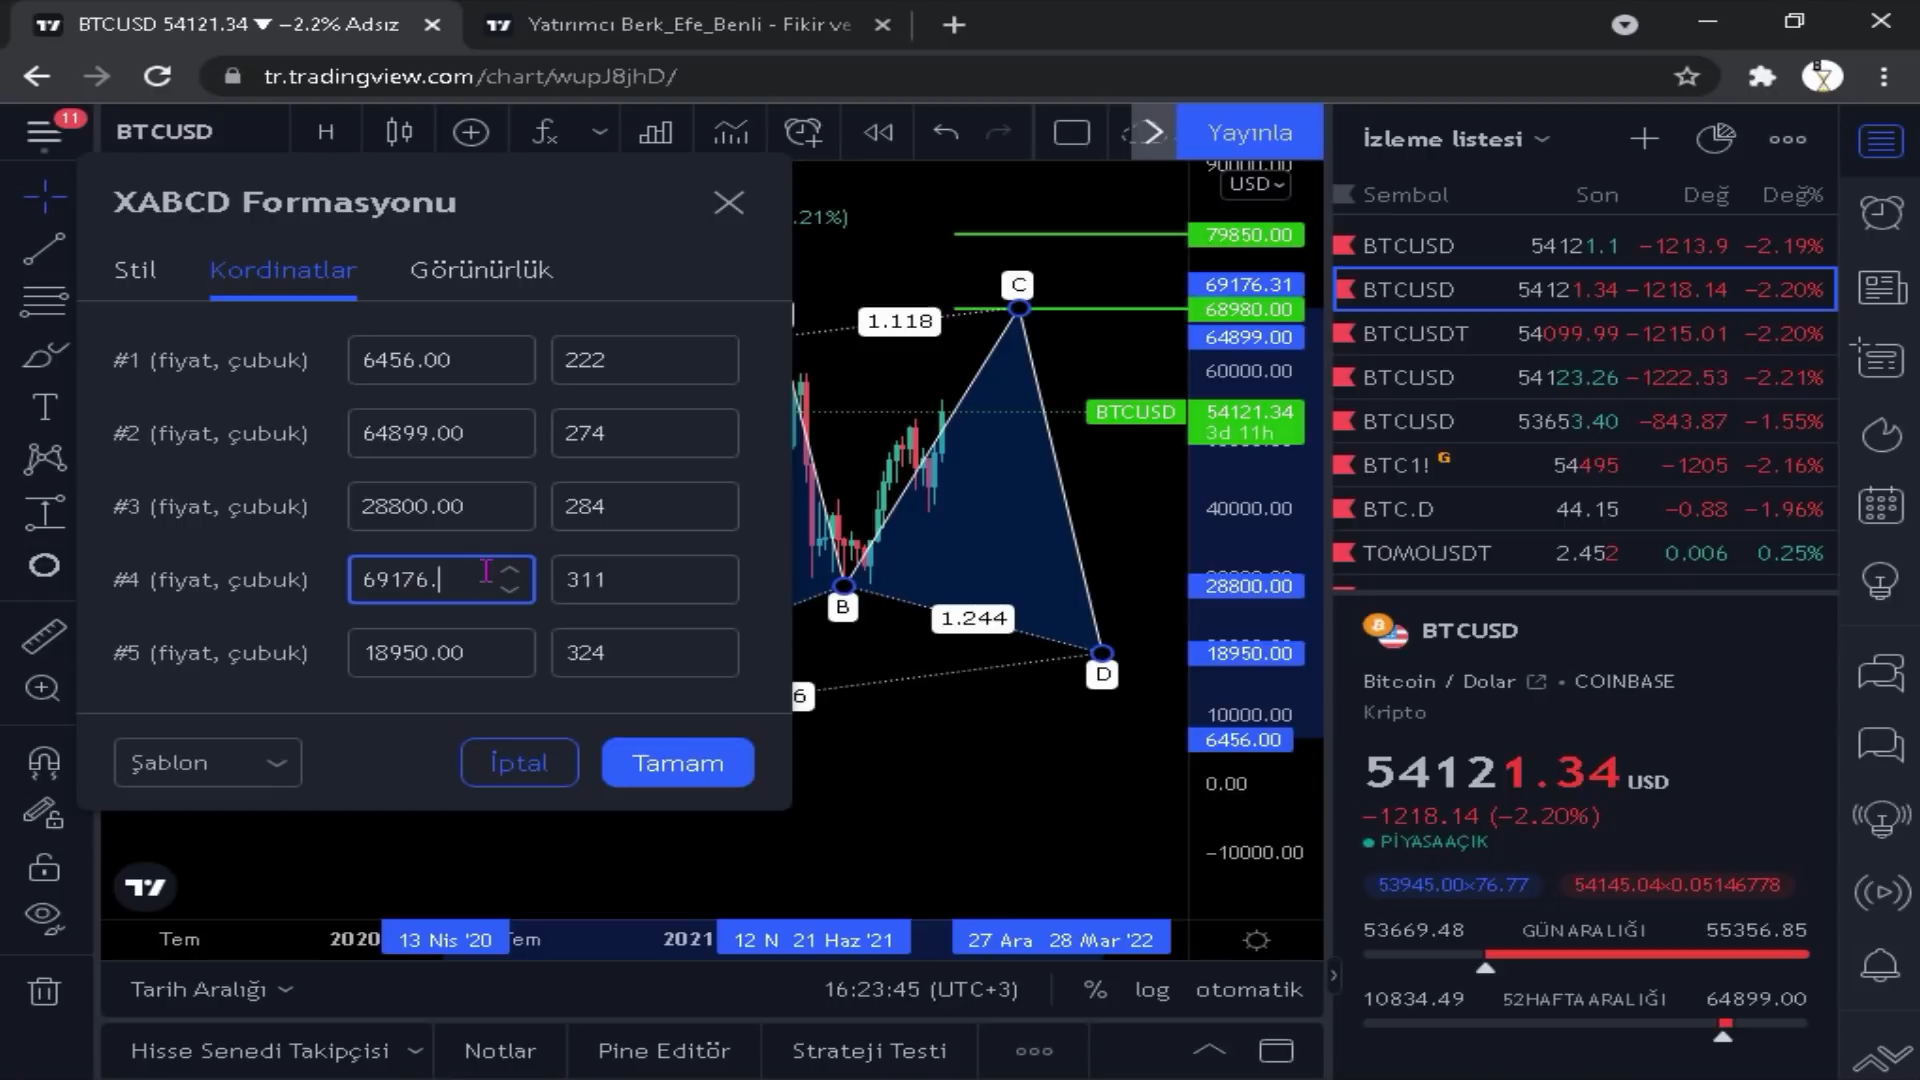 BTCUSD 54121.34 ▼ −2.2% Adsız
Yatırımcı Berk_Efe_Benli - Fikir ve
tr.tradingview.com/chart/wupJ8jhD/
11
BTCUSD
H
Yayınla
İzleme listesi
XABCD Formasyonu
Stil
Kordinatlar
Görünürlük
#1 (fiyat, çubuk)
6456.00
222
#2 (fiyat, çubuk)
64899.00
274
#3 (fiyat, çubuk)
28800.00
284
#4 (fiyat, çubuk)
69176.
311
#5 (fiyat, çubuk)
18950.00
324
Şablon
İptal
Tamam
.21%)
1.118
C
B
1.244
D
6
90000.00
USD
79850.00
69176.31
68980.00
64899.00
60000.00
BTCUSD
54121.34
3d 11h
40000.00
28800.00
18950.00
10000.00
6456.00
0.00
−10000.00
Tem
2020
13 Nis '20
Tem
2021
12 N
21 Haz '21
27 Ara
28 Mar '22
Tarih Aralığı
16:23:45 (UTC+3)
%
log
otomatik
Hisse Senedi Takipçisi
Notlar
Pine Editör
Strateji Testi
Sembol Son Değ Değ%
BTCUSD 54121.1 −1213.9 −2.19%
BTCUSD 54121.34 −1218.14 −2.20%
BTCUSDT 54099.99 −1215.01 −2.20%
BTCUSD 54123.26 −1222.53 −2.21%
BTCUSD 53653.40 −843.87 −1.55%
BTC1! G 54495 −1205 −2.16%
BTC.D 44.15 −0.88 −1.96%
TOMOUSDT 2.452 0.006 0.25%
BTCUSD
Bitcoin / Dolar • COINBASE
Kripto
54121.34 USD
−1218.14 (−2.20%)
PİYASA AÇIK
53945.00×76.77
54145.04×0.05146778
53669.48 GÜN ARALIĞI 55356.85
10834.49 52HAFTA ARALIĞI 64899.00